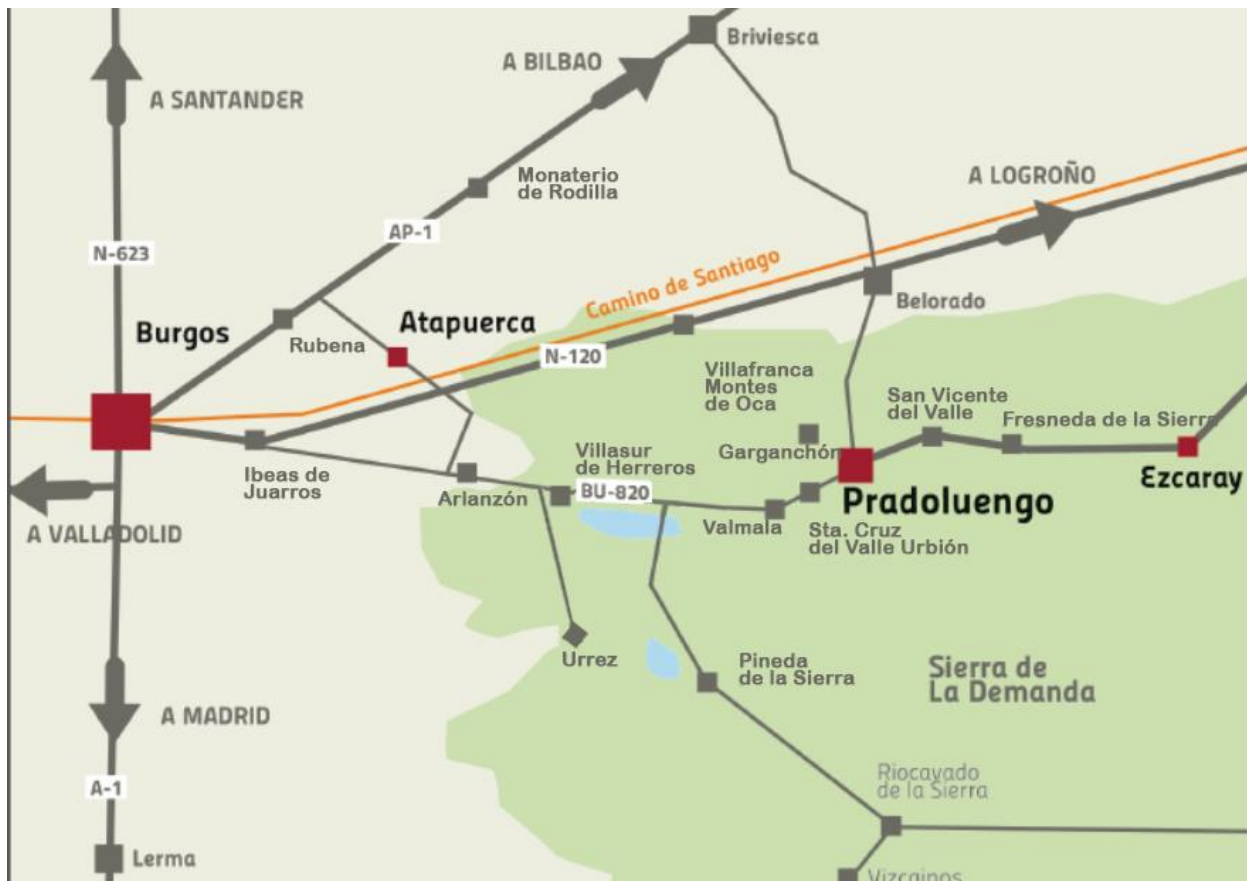 Briviesca
A BILBAO
A SANTANDER
Monaterio
de Rodilla
A LOGROÑO
AP-1
N-623
Camino de Santiago
Belorado
Burgos
Atapuerca
Rubena
N-120
Villafranca
Montes
de Oca
San Vicente
del Valle
Fresneda de la Sierra
Garganchón
Villasur
de Herreros
Ibeas de
Juarros
Arlanzón
BU-820
Ezcaray
Pradoluengo
A VALLADOLID
Valmala
Sta. Cruz
del Valle Urbión
Urrez
Pineda
de la Sierra
Sierra de
La Demanda
A MADRID
Riocavado
de la Sierra
A-1
Lerma
Vizcainos